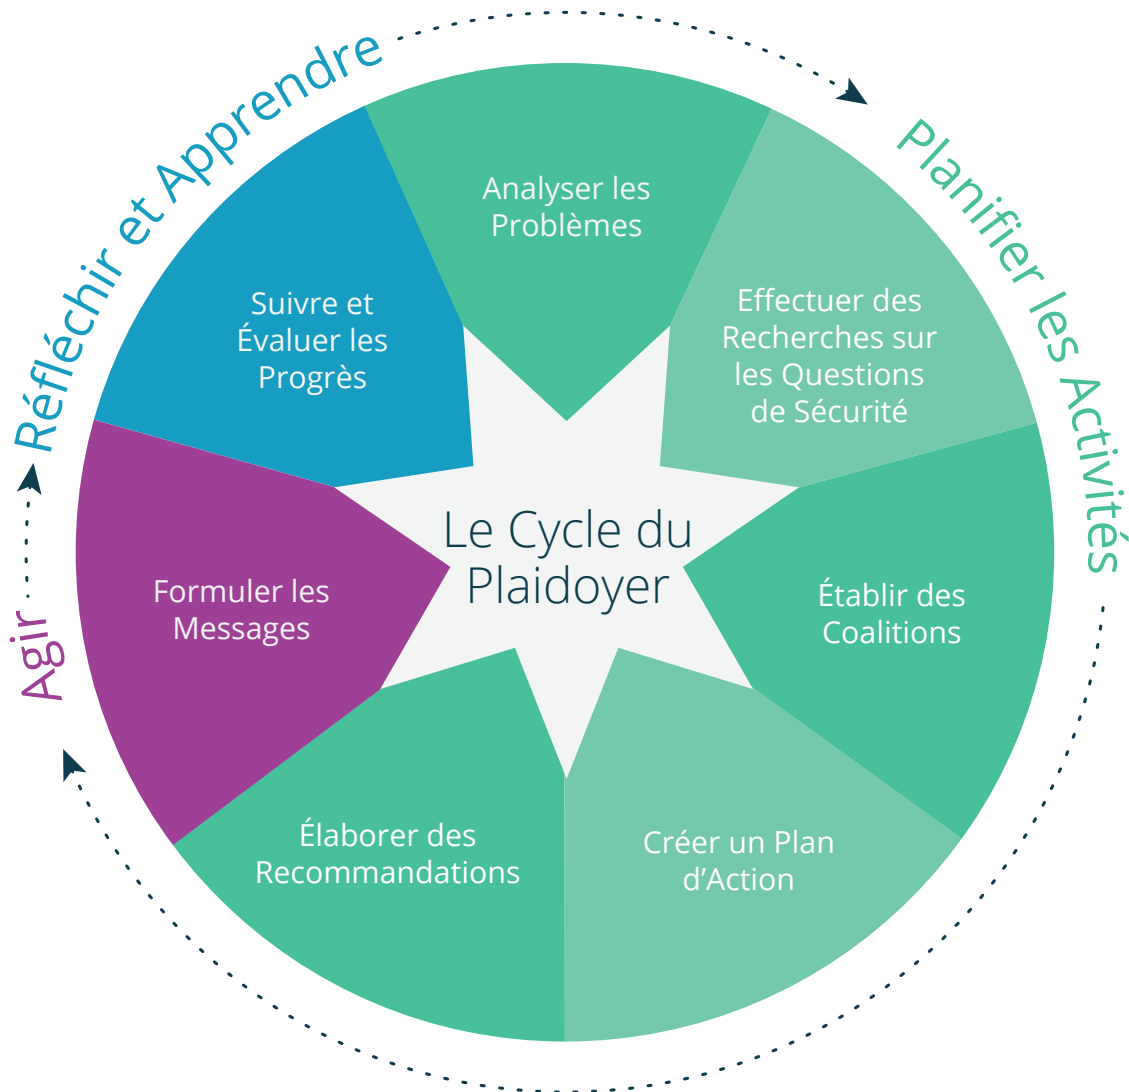 Réfléchir et Apprendre
Planifier les Activités
Agir
Analyser les
Problèmes
Effectuer des
Recherches sur
les Questions
de Sécurité
Établir des
Coalitions
Créer un Plan
d’Action
Élaborer des
Recommandations
Formuler les
Messages
Suivre et
Évaluer les
Progrès
Le Cycle du
Plaidoyer